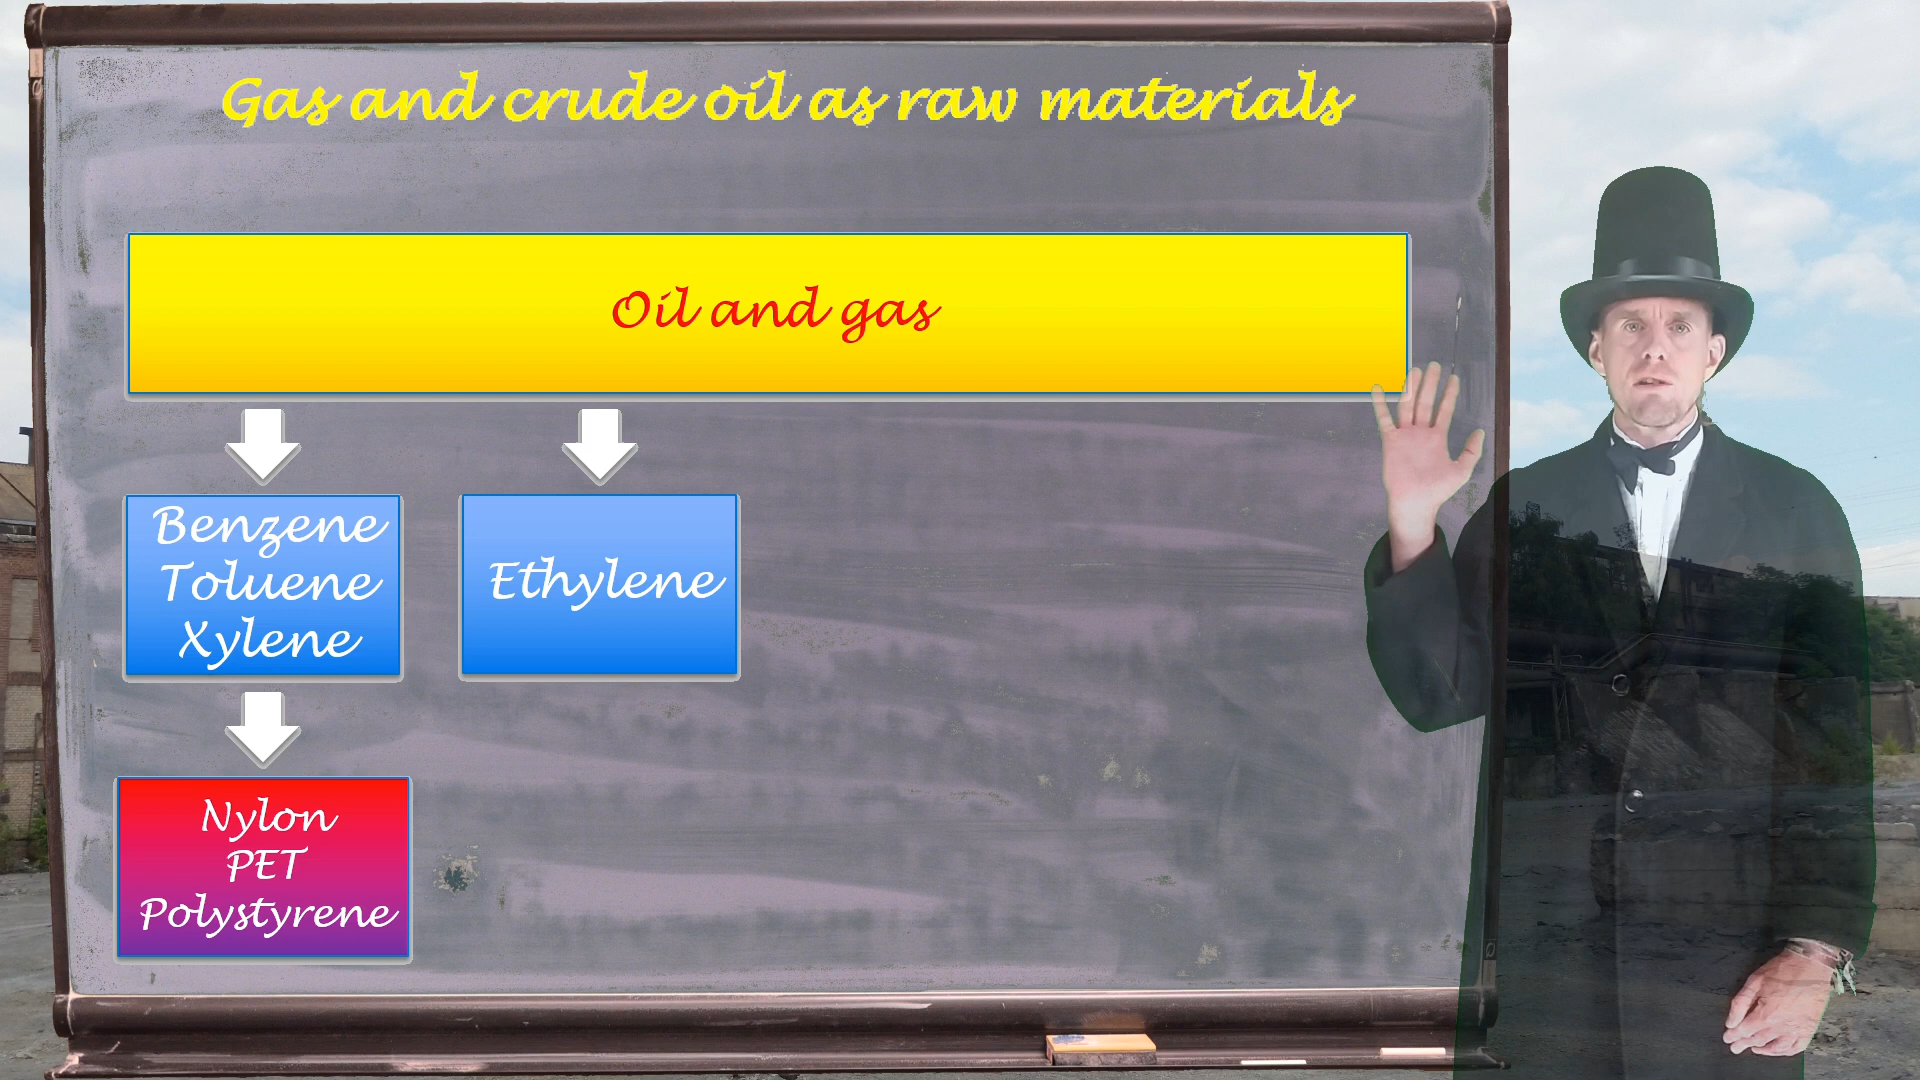 Gas and crude oil as raw materials
Oil and gas
Benzene
Toluene
Xylene
Ethylene
Nylon
PET
Polystyrene